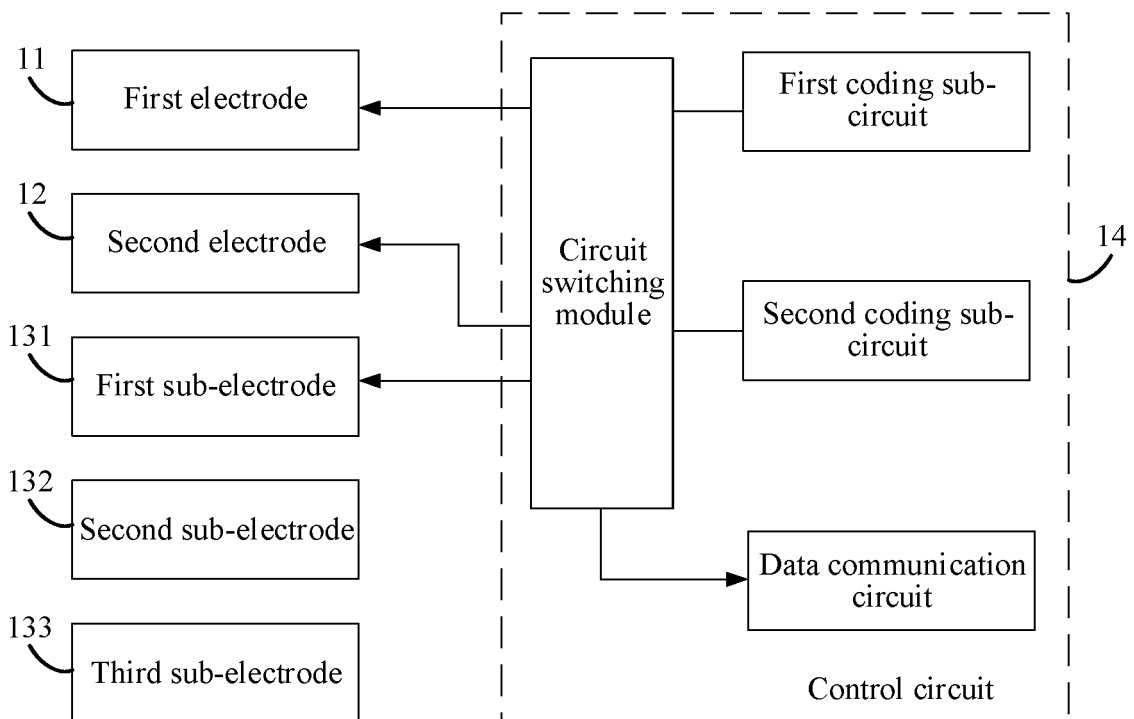 11
First electrode
12
Second electrode
131
First sub-electrode
132
Second sub-electrode
133
Third sub-electrode
Circuit
switching
module
First coding sub-
circuit
Second coding sub-
circuit
Data communication
circuit
Control circuit
14